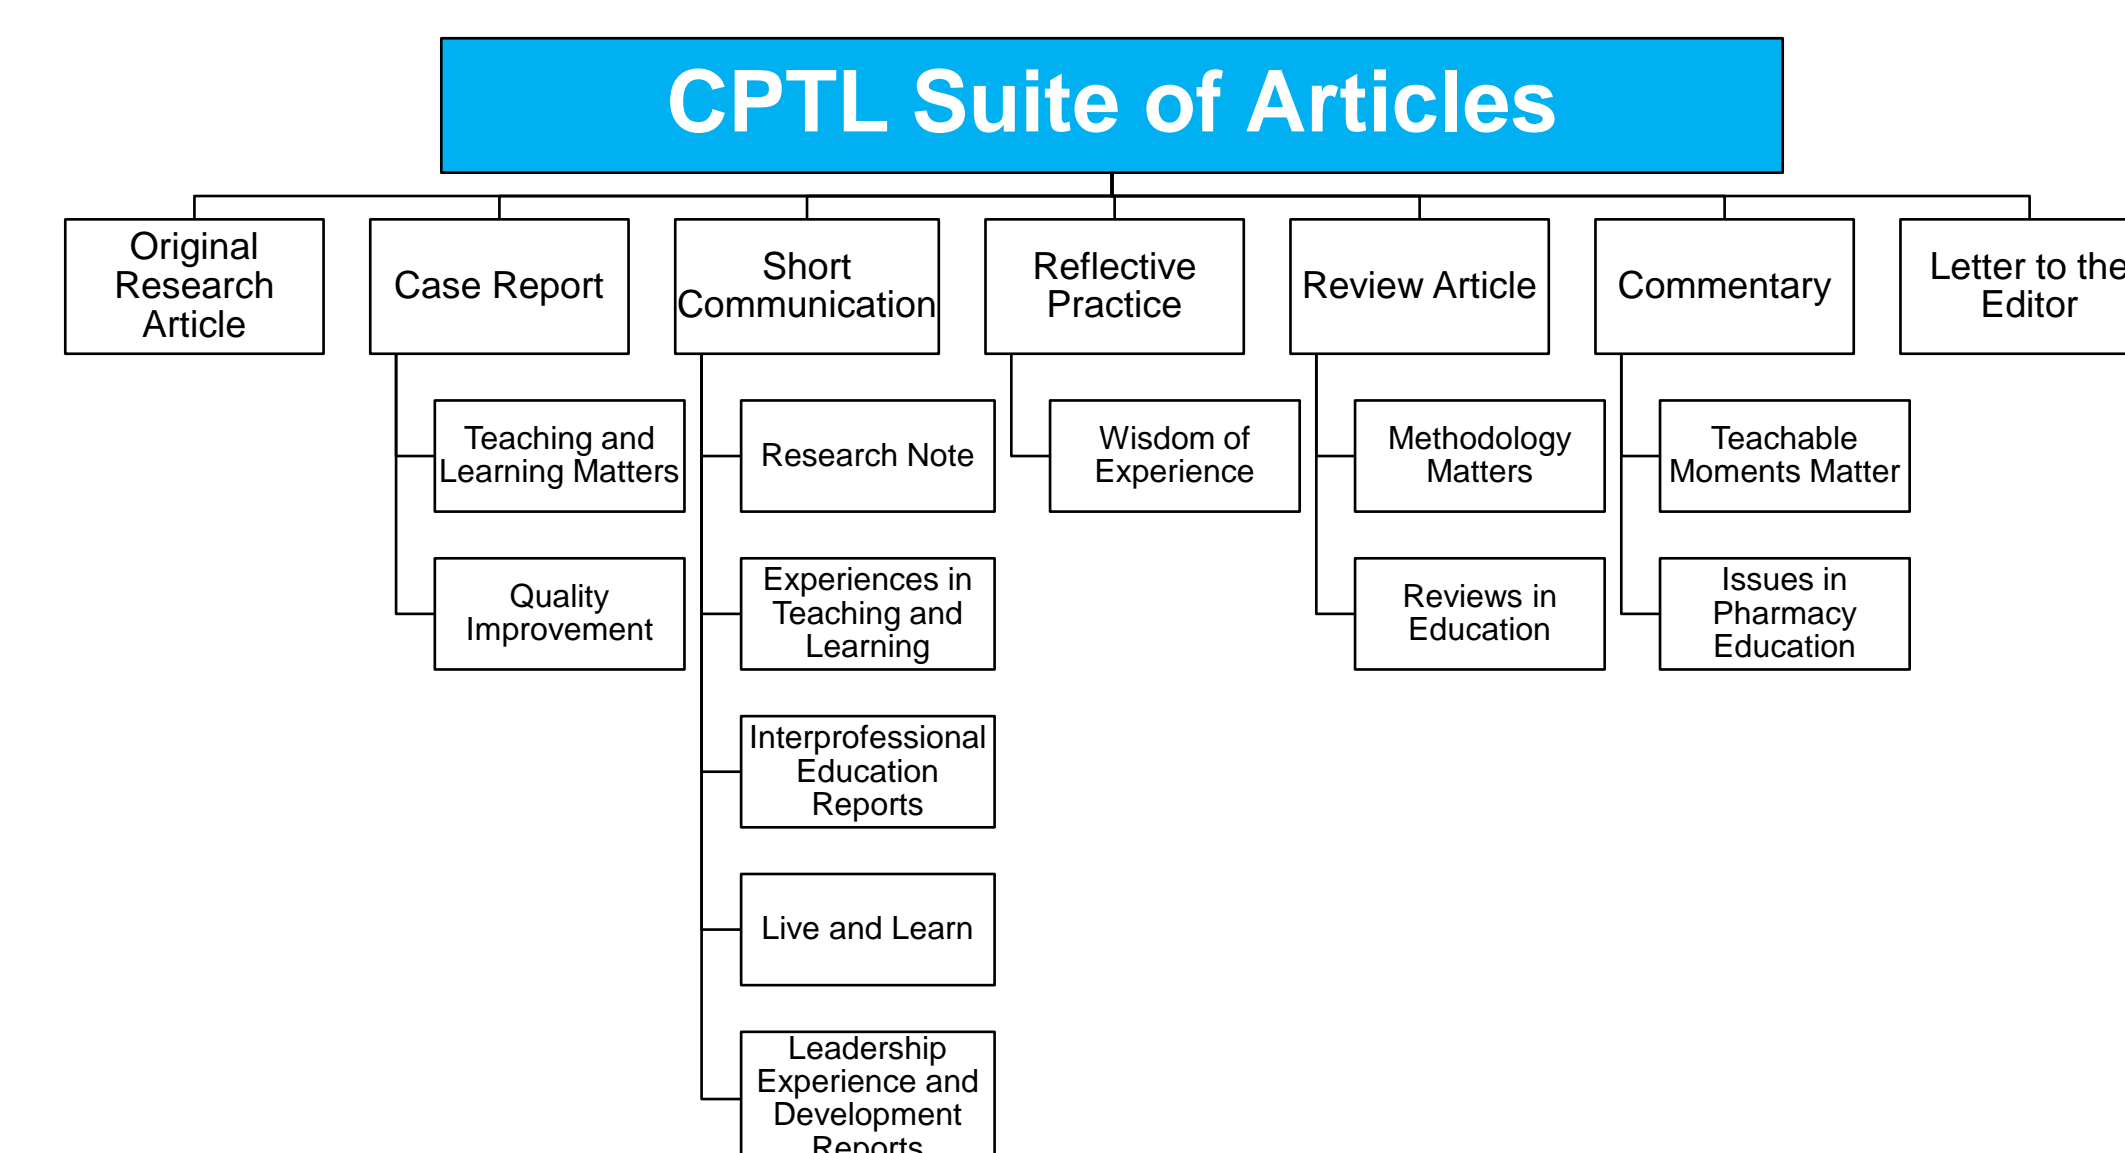 CPTL Suite of Articles
Original
Research
Article
Case Report
Short
Communication
Reflective
Practice
Review Article
Commentary
Letter to the
Editor
Teaching and
Learning Matters
Quality
Improvement
Research Note
Experiences in
Teaching and
Learning
Interprofessional
Education
Reports
Live and Learn
Leadership
Experience and
Development
Reports
Wisdom of
Experience
Methodology
Matters
Reviews in
Education
Teachable
Moments Matter
Issues in
Pharmacy
Education